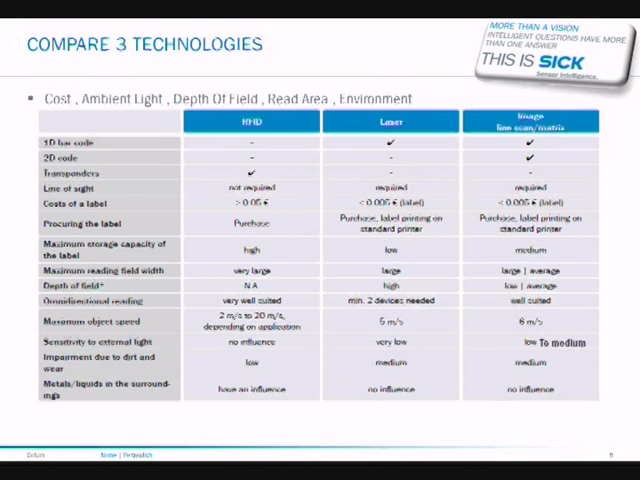 MORE THAN A VISION
INTELLIGENT QUESTIONS HAVE MORE
THAN ONE ANSWER
THIS IS SICK
Sensor Intelligence.
COMPARE 3 TECHNOLOGIES
▪ Cost , Ambient Light , Depth Of Field , Read Area , Environment
RFID Laser Image
line scan/matrix
1D bar code - ✓ ✓
2D code - - ✓
Transponders ✓ - -
Line of sight not required required required
Costs of a label > 0.05 € < 0.005 € (label) < 0.005 € (label)
Procuring the label Purchase Purchase, label printing on standard printer Purchase, label printing on standard printer
Maximum storage capacity of the label high low medium
Maximum reading field width very large large large | average
Depth of field* N.A high low | average
Omnidirectional reading very well suited min. 2 devices needed well suited
Maximum object speed 2 m/s to 20 m/s, depending on application 5 m/s 6 m/s
Sensitivity to external light no influence very low low To medium
Impairment due to dirt and wear low medium medium
Metals/liquids in the surroundings have an influence no influence no influence
Datum
6